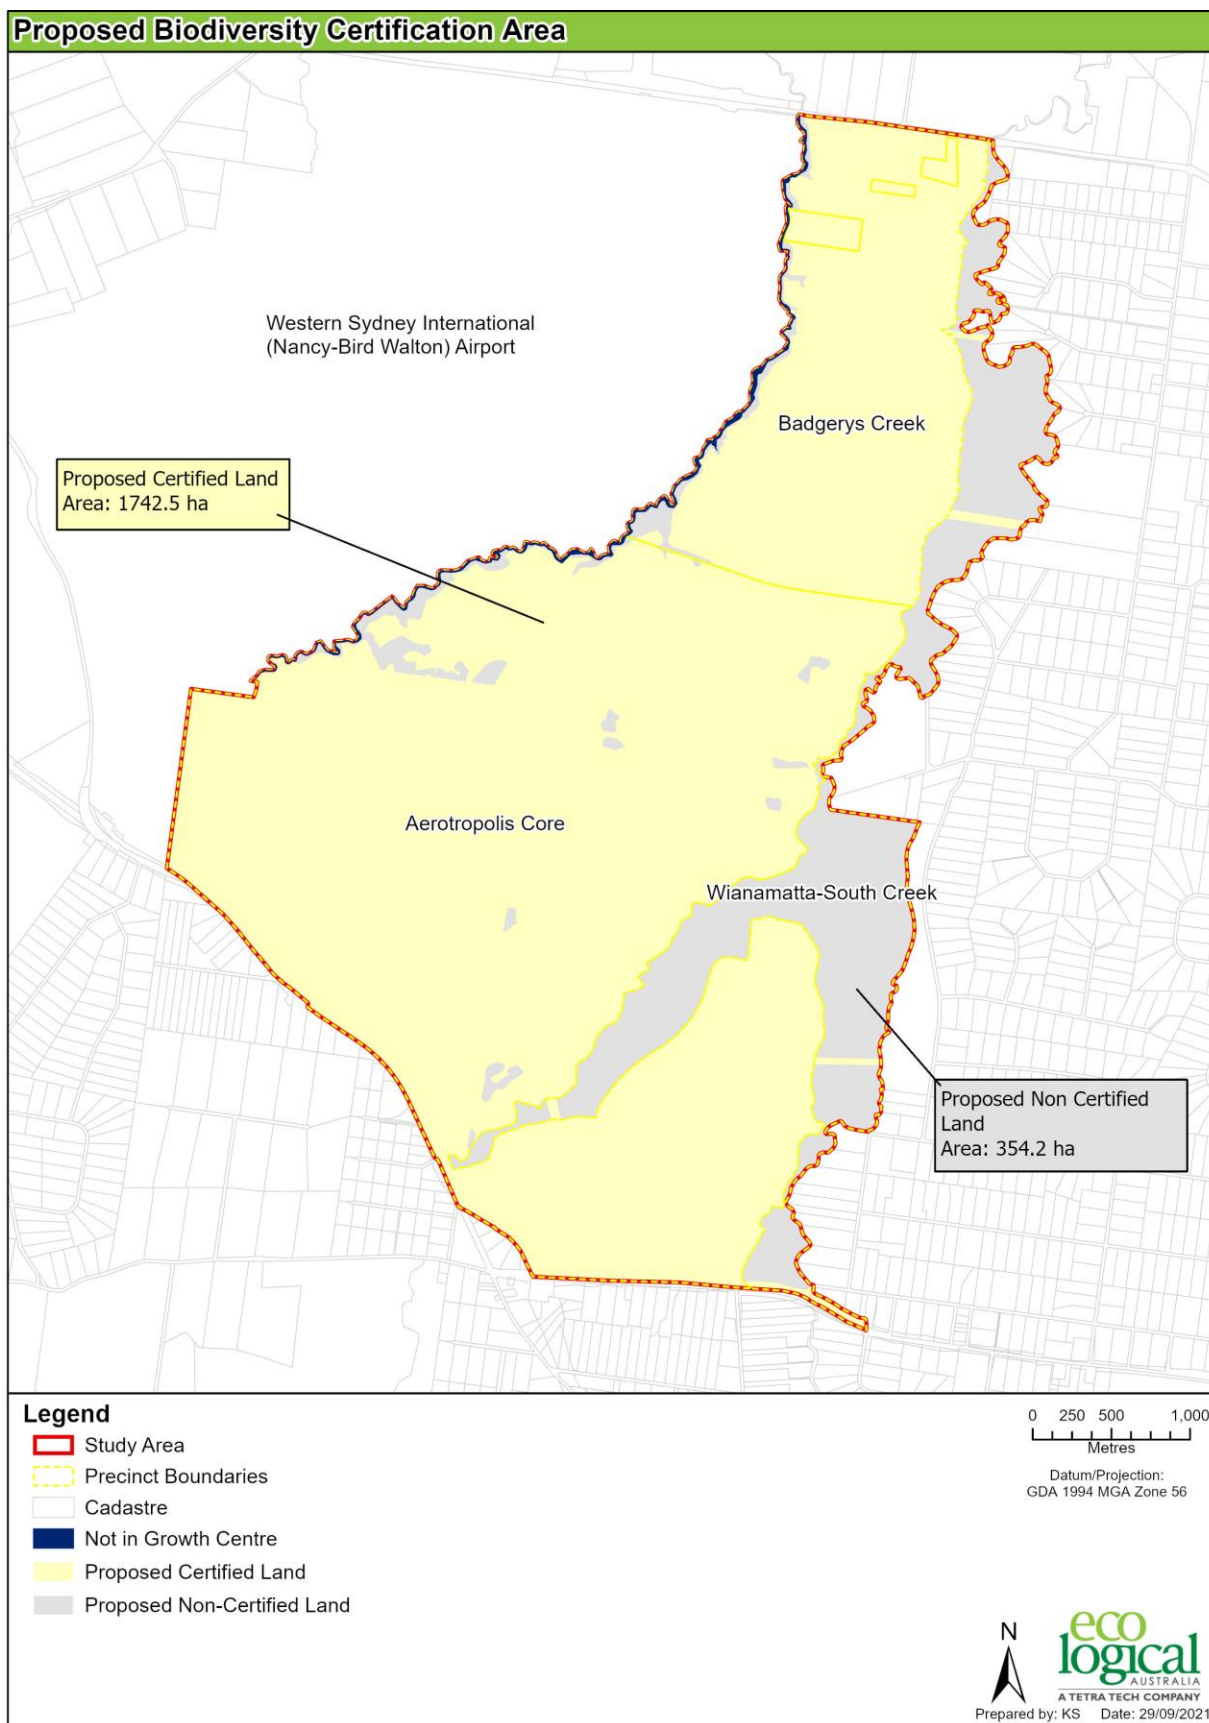 Proposed Biodiversity Certification Area
Western Sydney International
(Nancy-Bird Walton) Airport
Badgerys Creek
Proposed Certified Land
Area: 1742.5 ha
Aerotropolis Core
Wianamatta-South Creek
Proposed Non Certified
Land
Area: 354.2 ha
Legend
Study Area
Precinct Boundaries
Cadastre
Not in Growth Centre
Proposed Certified Land
Proposed Non-Certified Land
0 250 500 1,000
Metres
Datum/Projection:
GDA 1994 MGA Zone 56
N
eco
logical
AUSTRALIA
A TETRA TECH COMPANY
Prepared by: KS Date: 29/09/2021